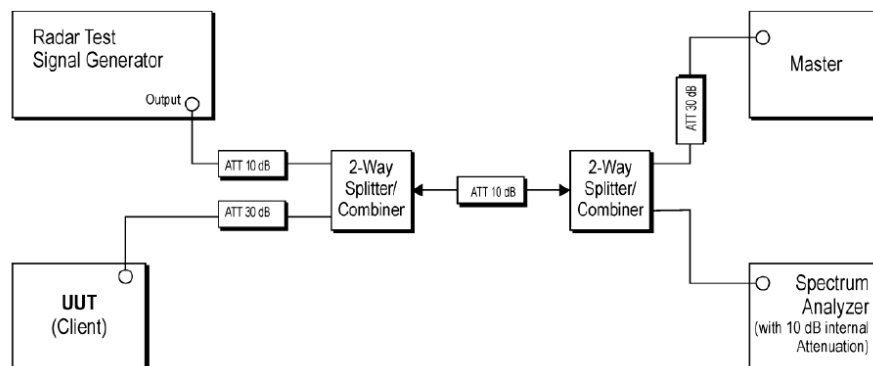 Radar Test
Signal Generator
Output
ATT 10 dB
ATT 30 dB
2-Way
Splitter/
Combiner
ATT 10 dB
2-Way
Splitter/
Combiner
ATT 30 dB
Master
UUT
(Client)
Spectrum
Analyzer
(with 10 dB internal
Attenuation)